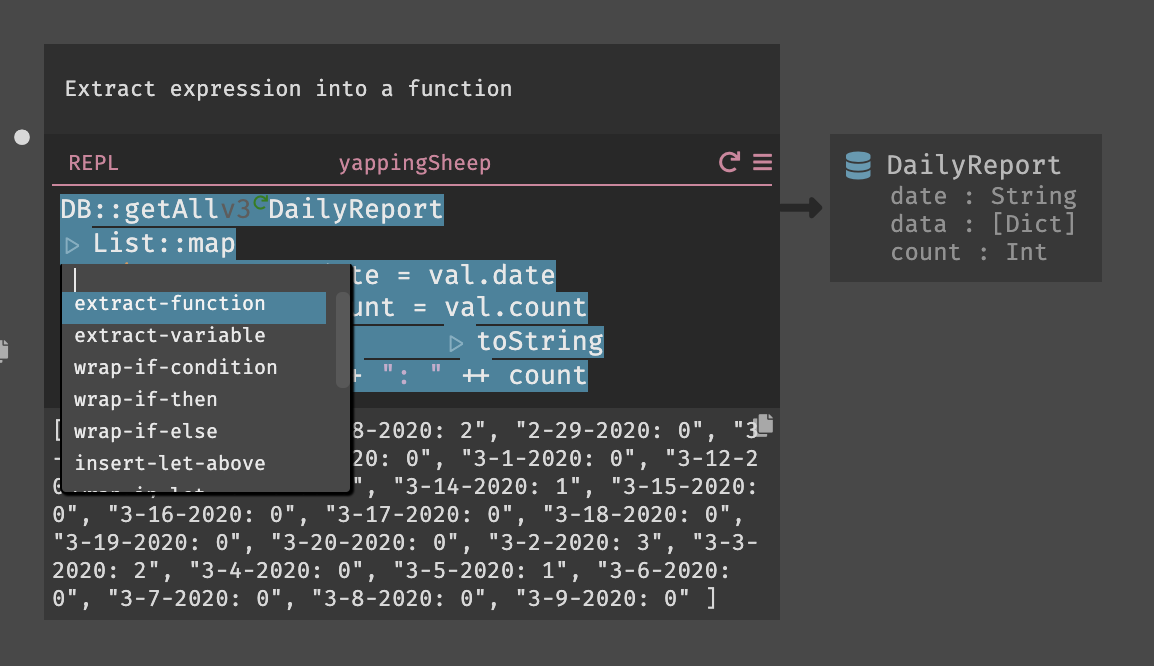 Extract expression into a function
REPL yappingSheep
DB::getAllv3 DailyReport
List::map
te = val.date
unt = val.count
toString
": " ++ count
extract-function
extract-variable
wrap-if-condition
wrap-if-then
wrap-if-else
insert-let-above
wrap-in-let
[ 8-2020: 2", "2-29-2020: 0", "3
20: 0", "3-1-2020: 0", "3-12-2
", "3-14-2020: 1", "3-15-2020:
0", "3-16-2020: 0", "3-17-2020: 0", "3-18-2020: 0",
"3-19-2020: 0", "3-20-2020: 0", "3-2-2020: 3", "3-3-
2020: 2", "3-4-2020: 0", "3-5-2020: 1", "3-6-2020:
0", "3-7-2020: 0", "3-8-2020: 0", "3-9-2020: 0" ]
DailyReport
date : String
data : [Dict]
count : Int